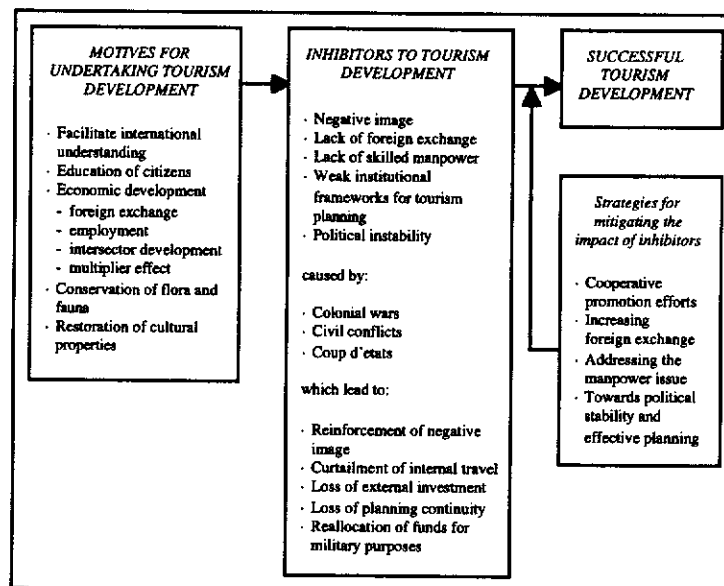 MOTIVES FOR
UNDERTAKING TOURISM
DEVELOPMENT
· Facilitate international
understanding
· Education of citizens
· Economic development
- foreign exchange
- employment
- intersector development
- multiplier effect
· Conservation of flora and
fauna
· Restoration of cultural
properties
INHIBITORS TO TOURISM
DEVELOPMENT
· Negative image
· Lack of foreign exchange
· Lack of skilled manpower
· Weak institutional
frameworks for tourism
planning
· Political instability
caused by:
· Colonial wars
· Civil conflicts
· Coup d'etats
which lead to:
· Reinforcement of negative
image
· Curtailment of internal travel
· Loss of external investment
· Loss of planning continuity
· Reallocation of funds for
military purposes
SUCCESSFUL
TOURISM
DEVELOPMENT
Strategies for
mitigating the
impact of inhibitors
· Cooperative
promotion efforts
· Increasing
foreign exchange
· Addressing the
manpower issue
· Towards political
stability and
effective planning